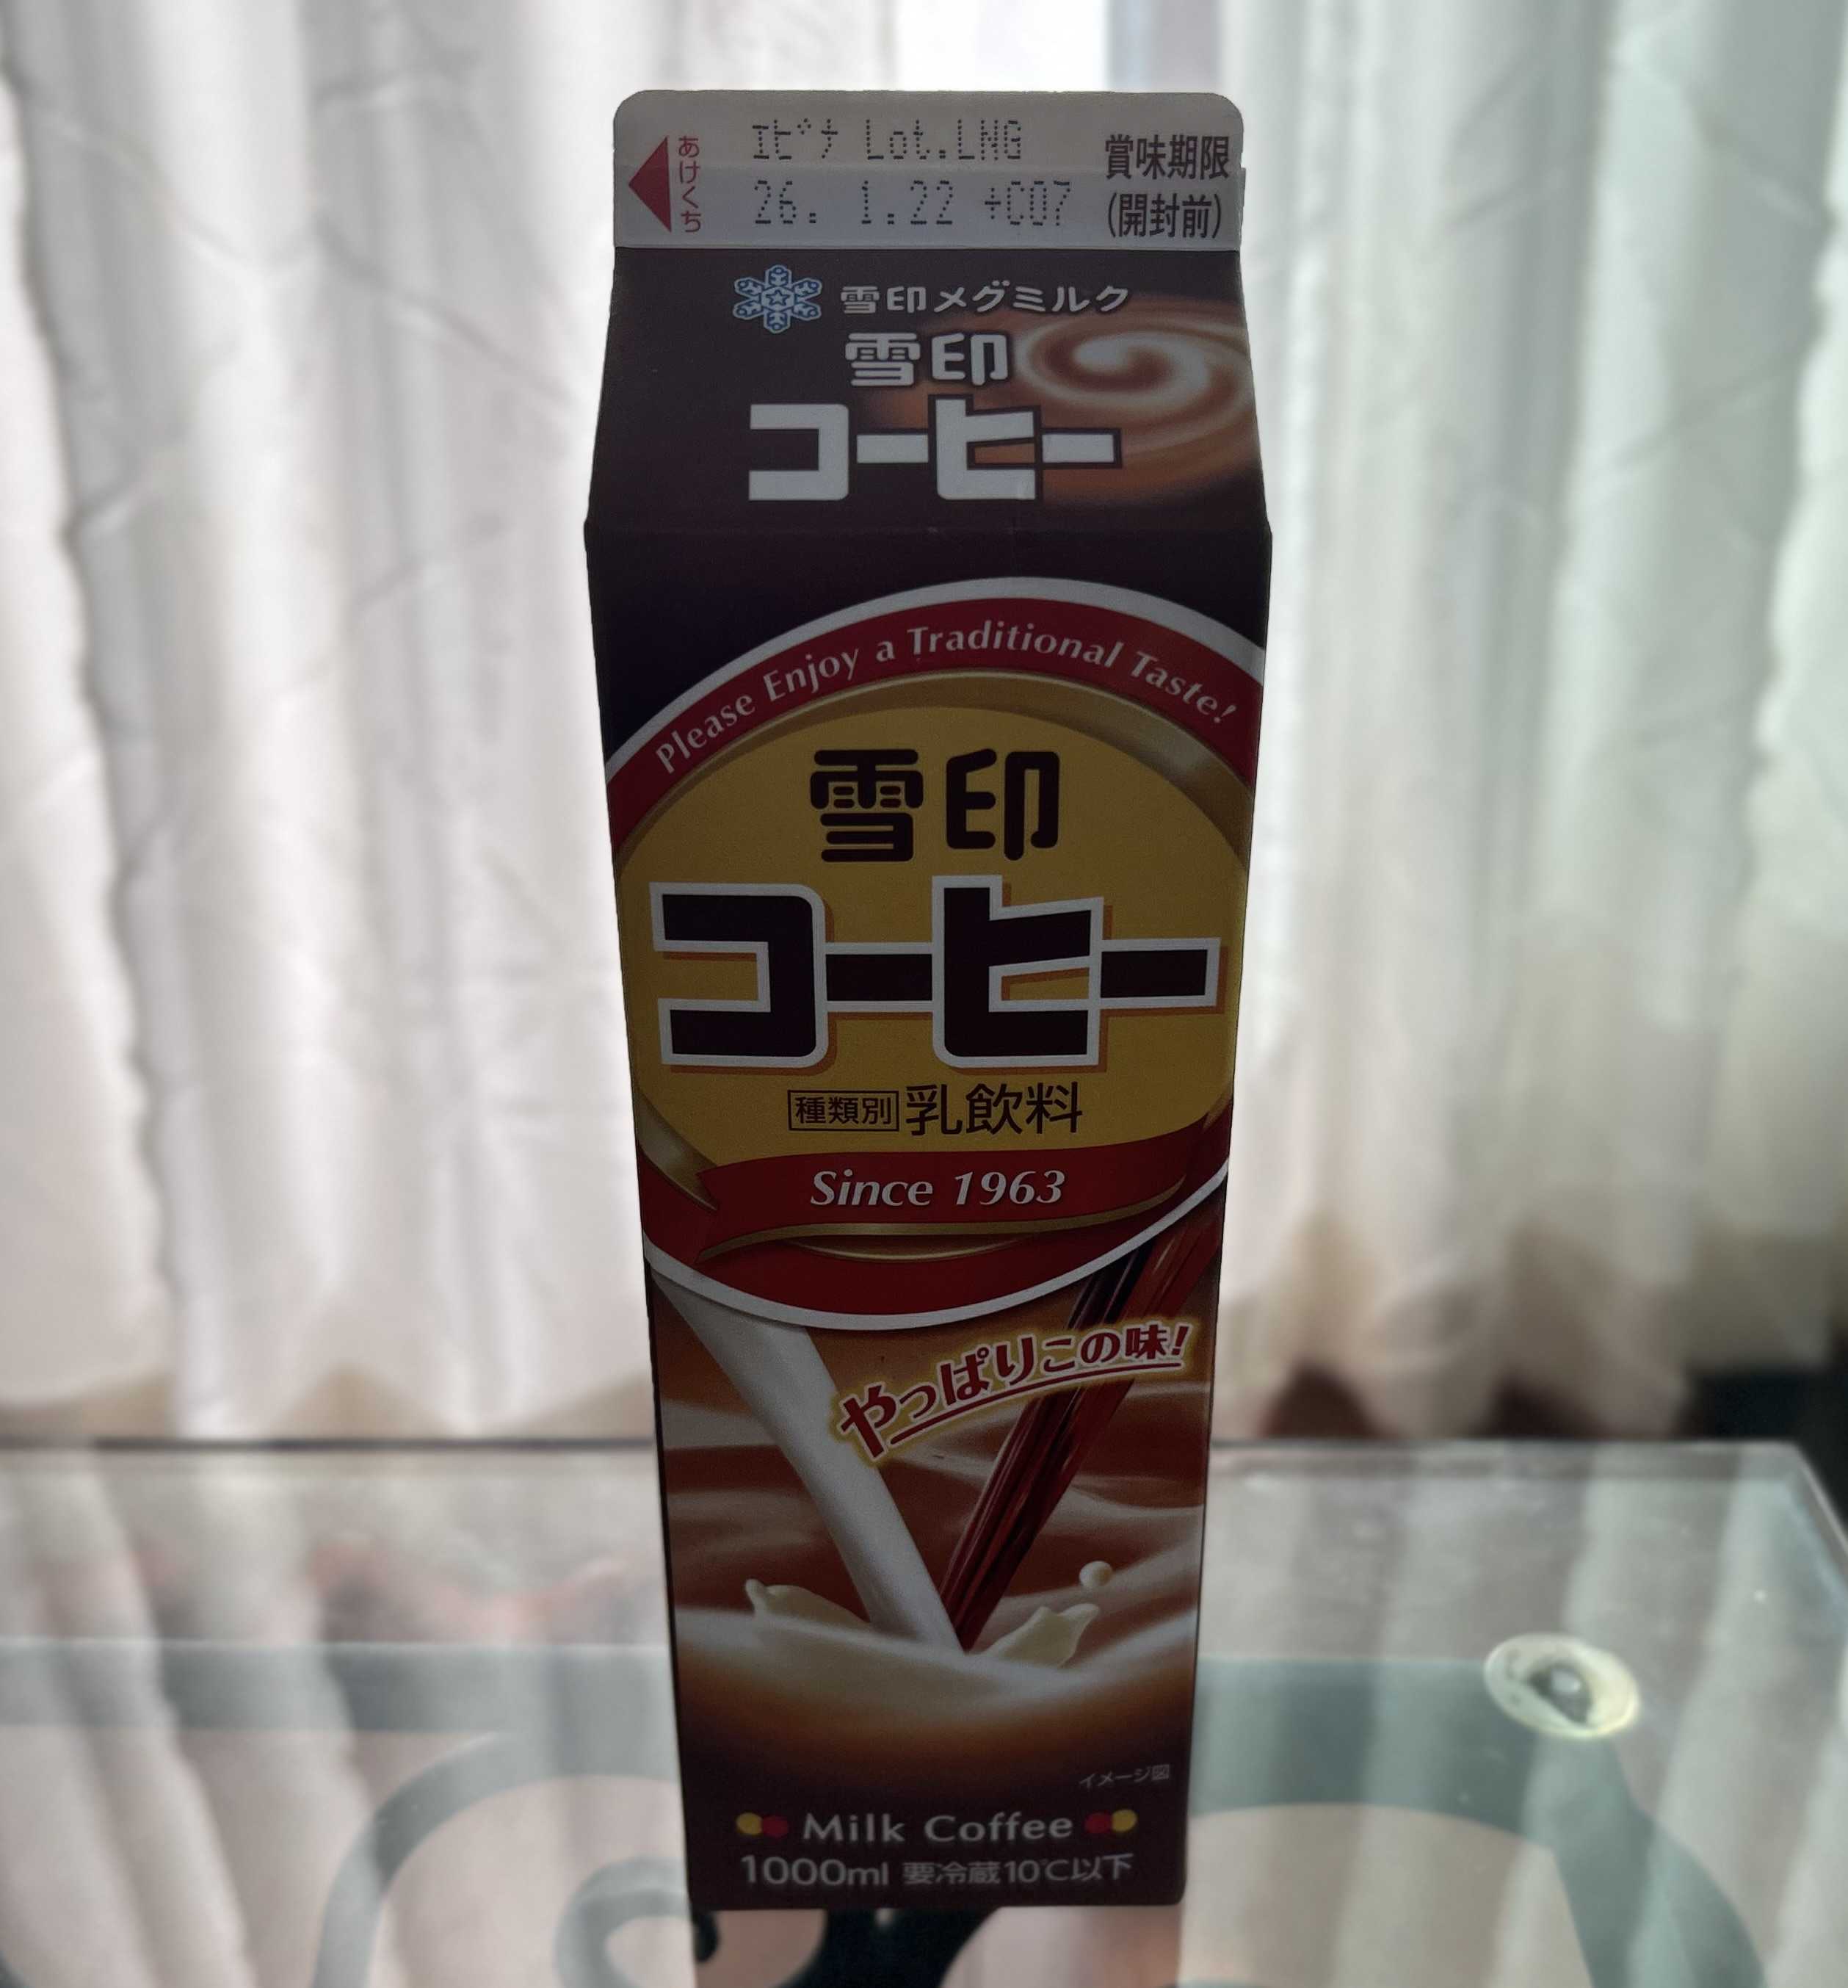 あけくち
エビナ Lot.LNG
26. 1.22 +C07
賞味期限
(開封前)
雪印メグミルク
雪印
コーヒー
Please Enjoy a Traditional Taste!
雪印
コーヒー
種類別 乳飲料
Since 1963
やっぱりこの味!
イメージ図
Milk Coffee
1000ml 要冷蔵10℃以下